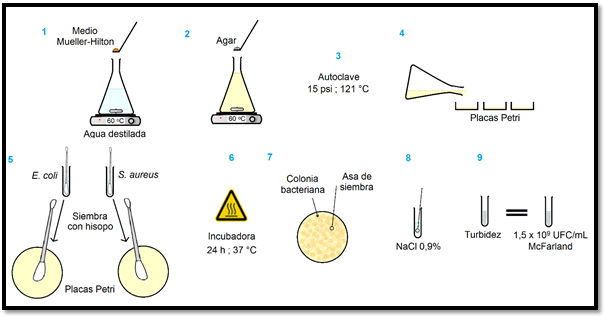 1
Medio
Mueller-Hilton
60 ºC
Agua destilada
2
Agar
60 ºC
3
Autoclave
15 psi ; 121 °C
4
Placas Petri
5
E. coli
S. aureus
Siembra
con hisopo
Placas Petri
6
Incubadora
24 h ; 37 °C
7
Colonia
bacteriana
Asa de
siembra
8
NaCl 0,9%
9
Turbidez
1,5 x 10⁹ UFC/mL
McFarland